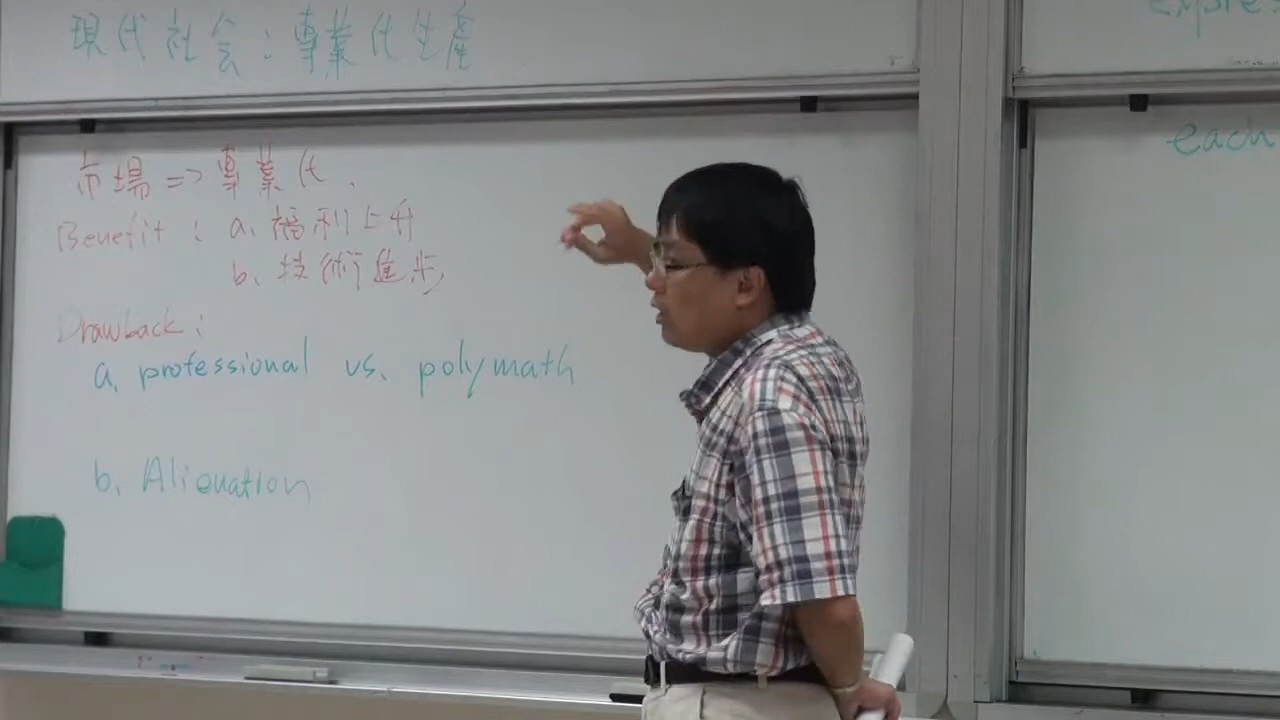 現代社会：專業化生產
市場 => 專業化.
Benefit : a. 福利上升
b. 技術進步
Drawback :
a. professional vs. polymath
b. Alienation
expres
each